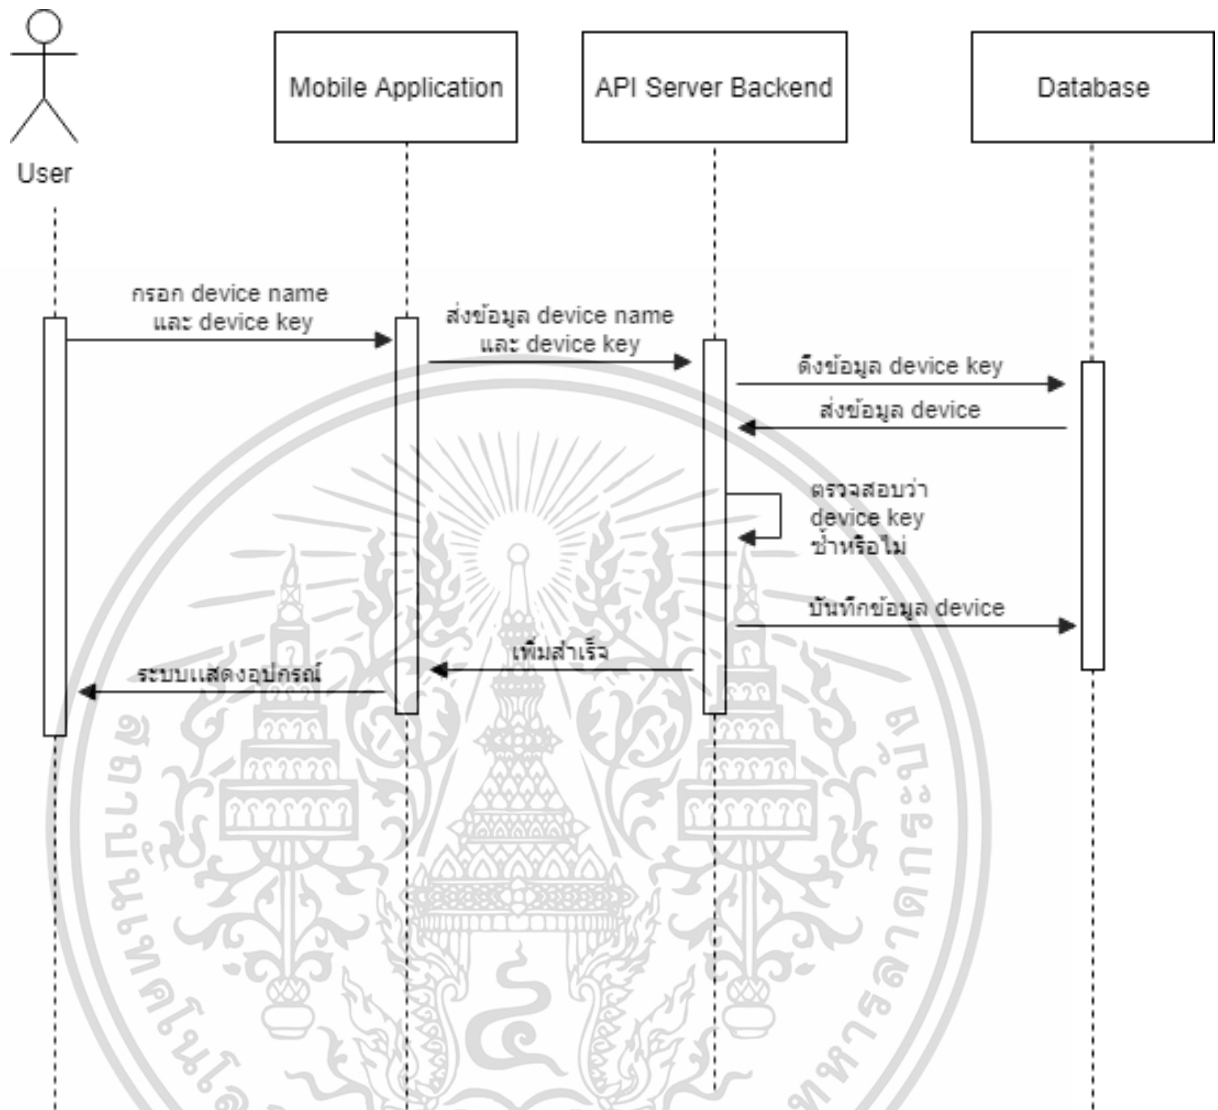 Mobile Application
API Server Backend
Database
User
กรอก device name
และ device key
ส่งข้อมูล device name
และ device key
ดึงข้อมูล device key
ส่งข้อมูล device
ตรวจสอบว่า
device key
ซ้ำหรือไม่
บันทึกข้อมูล device
เพิ่มสำเร็จ
ระบบแสดงอุปกรณ์